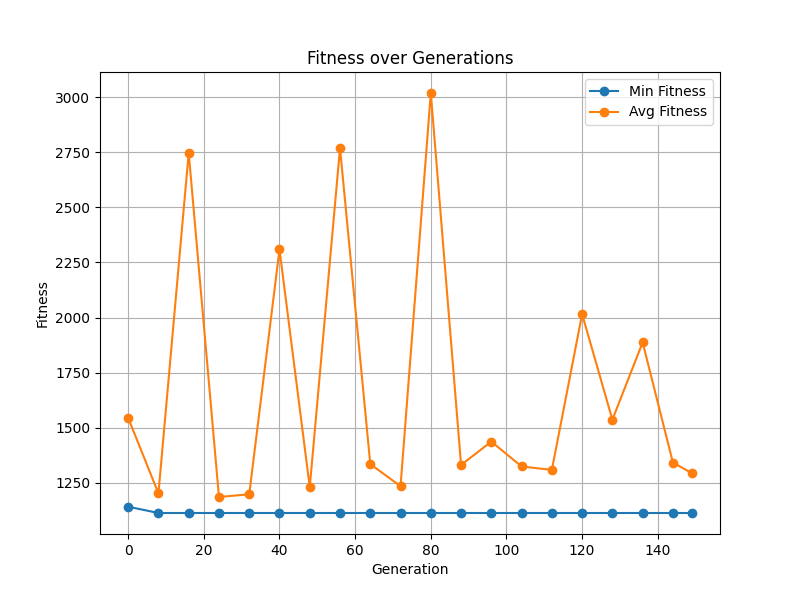 Fitness over Generations
Min Fitness
Avg Fitness
Fitness
3000
2750
2500
2250
2000
1750
1500
1250
0 20 40 60 80 100 120 140
Generation